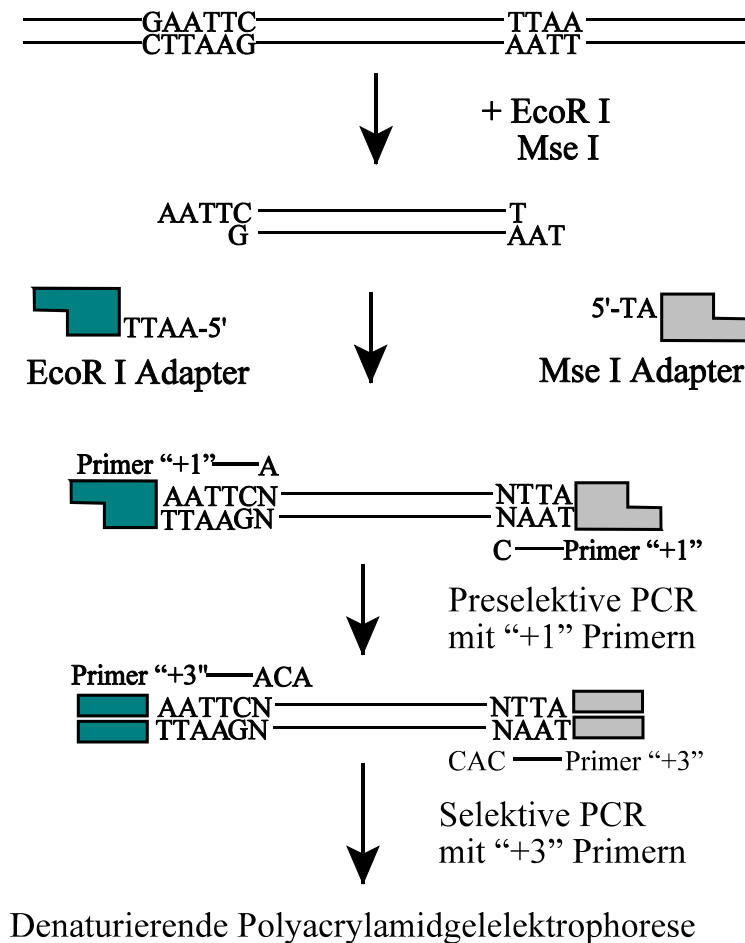 GAATTC TTAA
CTTAAG AATT
+ EcoR I
Mse I
AATTC T
G AAT
TTAA-5' 5'-TA
EcoR I Adapter Mse I Adapter
Primer “+1” A
AATTCN NTTA
TTAAGN NAAT
C Primer “+1”
Preselektive PCR
mit “+1” Primern
Primer “+3" ACA
AATTCN NTTA
TTAAGN NAAT
CAC Primer “+3”
Selektive PCR
mit “+3” Primern
Denaturierende Polyacrylamidgelelektrophorese